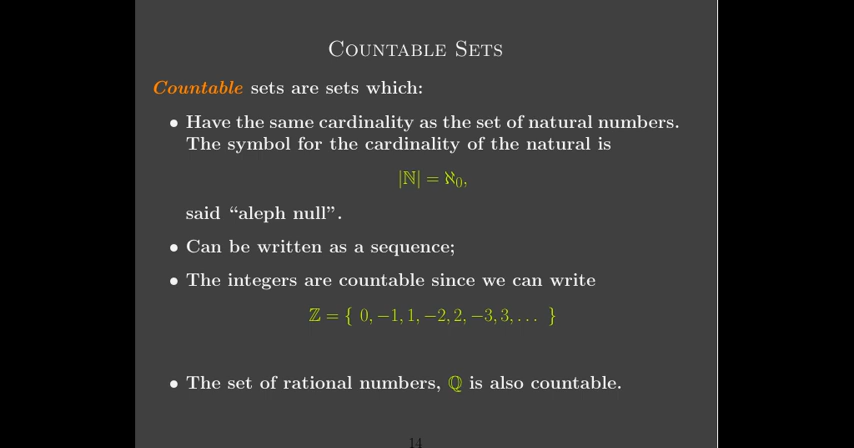 Countable Sets
Countable sets are sets which:
• Have the same cardinality as the set of natural numbers.
The symbol for the cardinality of the natural is
|ℕ| = ℵ₀,
said “aleph null”.
• Can be written as a sequence;
• The integers are countable since we can write
ℤ = { 0, −1, 1, −2, 2, −3, 3, . . . }
• The set of rational numbers, ℚ is also countable.
14